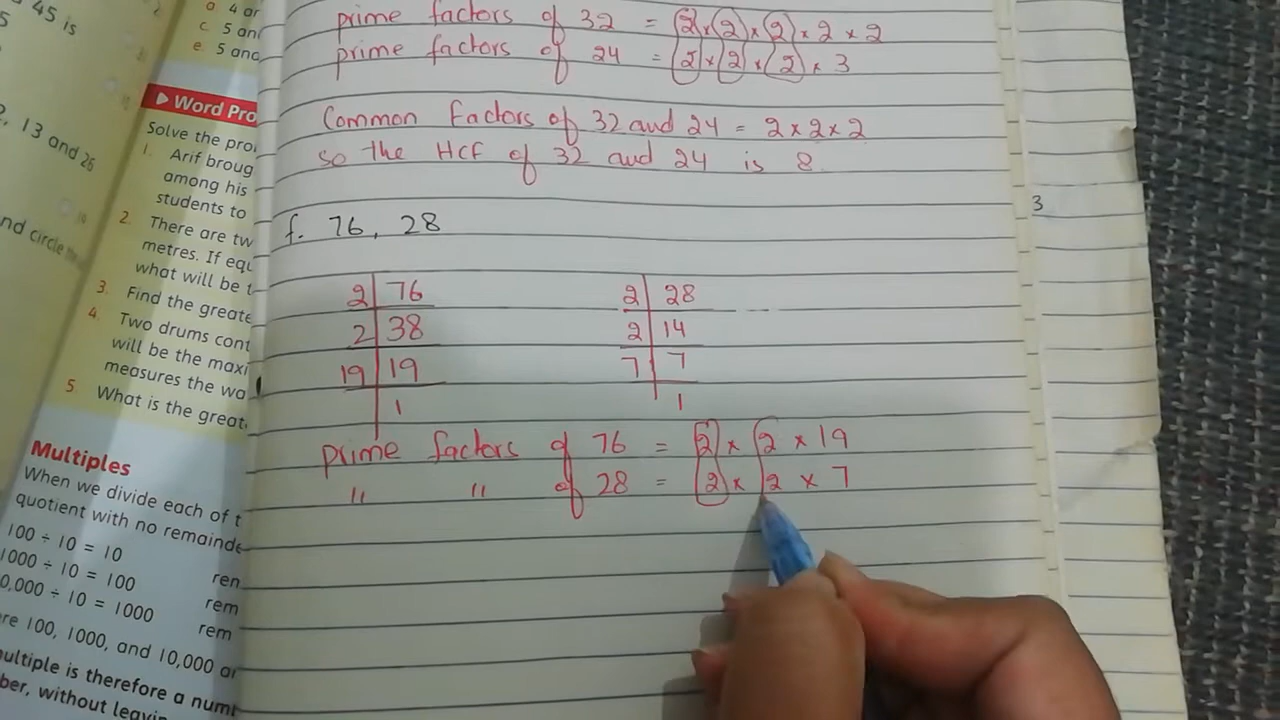 45 is
a. 4 ar
c. 5 an
e. 5 and
2, 13 and 26
nd circle
Word Pro
Solve the pro
1. Arif broug
among his
students to
2. There are tw
metres. If equ
what will be t
3. Find the greate
4. Two drums cont
will be the maxi
measures the wa
5. What is the great
Multiples
When we divide each of t
quotient with no remainde
100 ÷ 10 = 10 ren
1000 ÷ 10 = 100 rem
0,000 ÷ 10 = 1000 rem
re 100, 1000, and 10,000 ar
ultiple is therefore a num
ber, without leavin
prime factors of 32 = 2 × 2 × 2 × 2 × 2
prime factors of 24 = 2 × 2 × 2 × 3
Common Factors of 32 and 24 = 2 × 2 × 2
so the HCF of 32 and 24 is 8
f. 76, 28
2 76
2 38
19 19
1
2 28
2 14
7 7
1
prime factors of 76 = 2 × 2 × 19
" " of 28 = 2 × 2 × 7
3